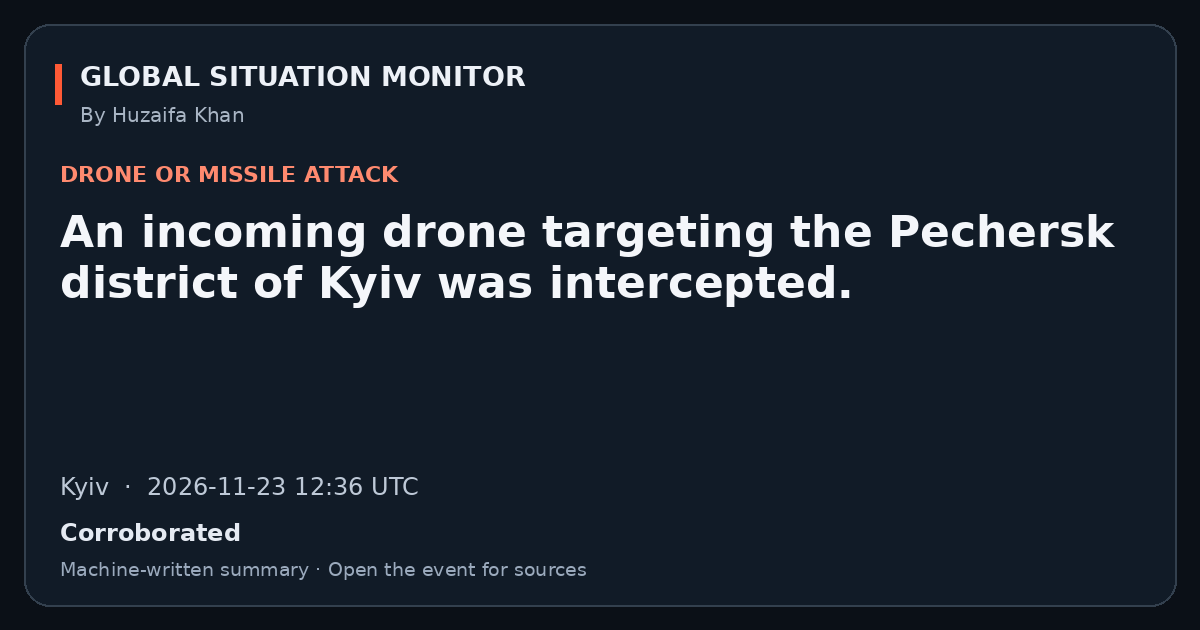 GLOBAL SITUATION MONITOR
By Huzaifa Khan
DRONE OR MISSILE ATTACK
An incoming drone targeting the Pechersk
district of Kyiv was intercepted.
Kyiv · 2026-11-23 12:36 UTC
Corroborated
Machine-written summary · Open the event for sources